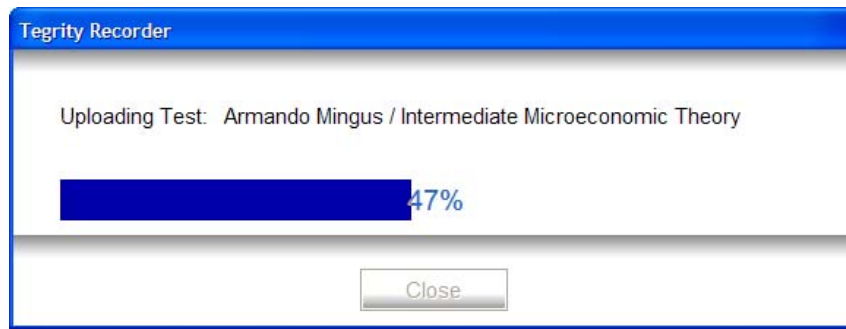 Tegrity Recorder
Uploading Test: Armando Mingus / Intermediate Microeconomic Theory
47%
Close